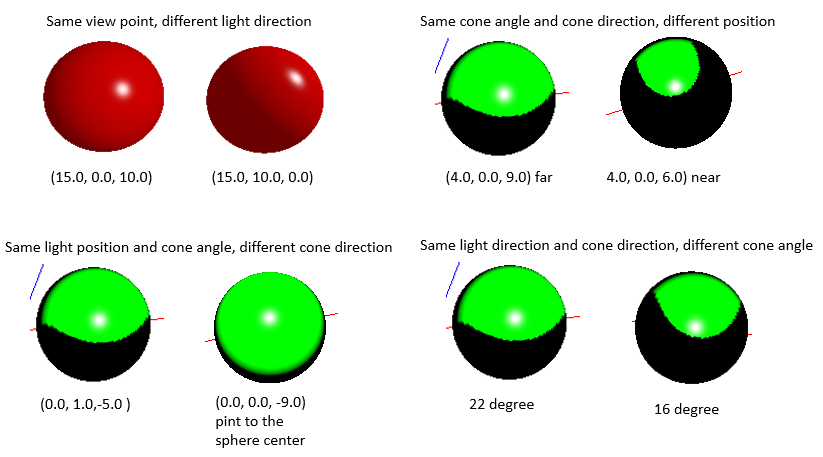 Same view point, different light direction
(15.0, 0.0, 10.0)
(15.0, 10.0, 0.0)
Same cone angle and cone direction, different position
(4.0, 0.0, 9.0) far
4.0, 0.0, 6.0) near
Same light position and cone angle, different cone direction
(0.0, 1.0,-5.0 )
(0.0, 0.0, -9.0)
pint to the
sphere center
Same light direction and cone direction, different cone angle
22 degree
16 degree